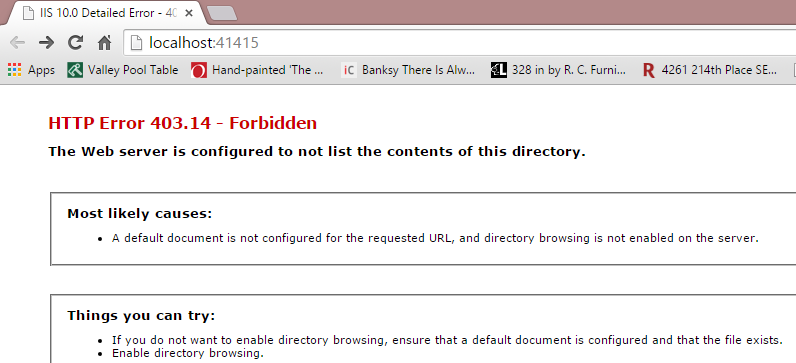 IIS 10.0 Detailed Error - 40
localhost:41415
Apps Valley Pool Table Hand-painted 'The ... iC Banksy There Is Alw... 328 in by R. C. Furni... R 4261 214th Place SE...
HTTP Error 403.14 - Forbidden
The Web server is configured to not list the contents of this directory.
Most likely causes:
• A default document is not configured for the requested URL, and directory browsing is not enabled on the server.
Things you can try:
• If you do not want to enable directory browsing, ensure that a default document is configured and that the file exists.
• Enable directory browsing.